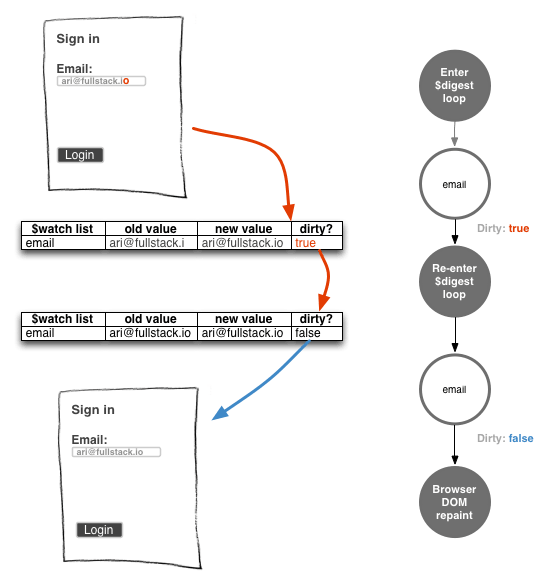 Sign in
Email:
ari@fullstack.io
Login
$watch list old value new value dirty?
email ari@fullstack.i ari@fullstack.io true
$watch list old value new value dirty?
email ari@fullstack.io ari@fullstack.io false
Sign in
Email:
ari@fullstack.io
Login
Enter
$digest
loop
email
Dirty: true
Re-enter
$digest
loop
email
Dirty: false
Browser
DOM
repaint